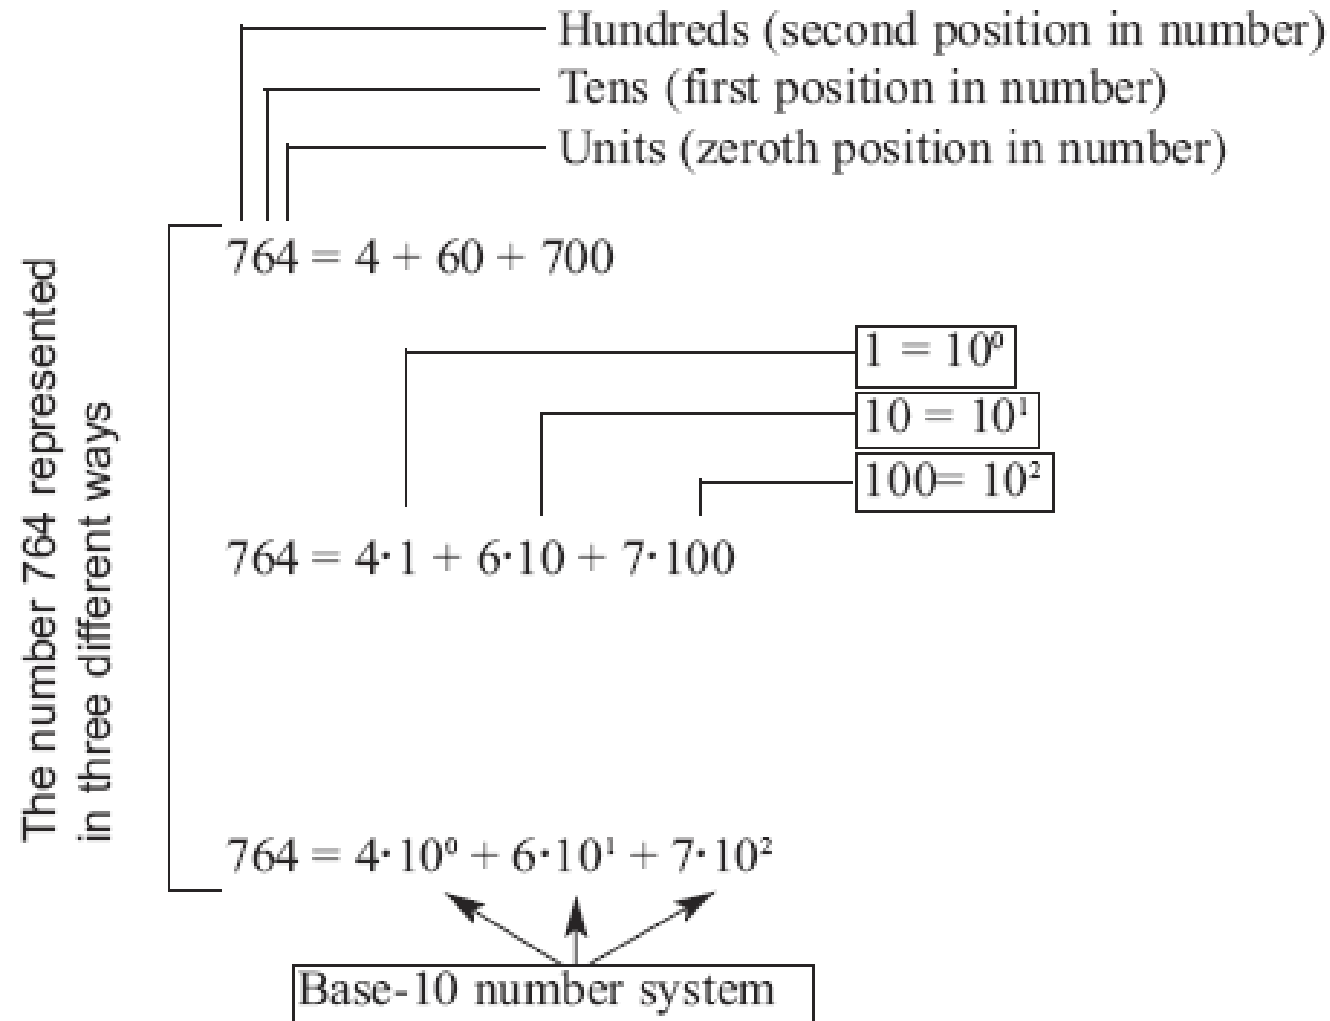 Hundreds (second position in number)
Tens (first position in number)
Units (zeroth position in number)
764 = 4 + 60 + 700
1 = 10⁰
10 = 10¹
100= 10²
764 = 4·1 + 6·10 + 7·100
764 = 4·10⁰ + 6·10¹ + 7·10²
Base-10 number system
The number 764 represented
in three different ways